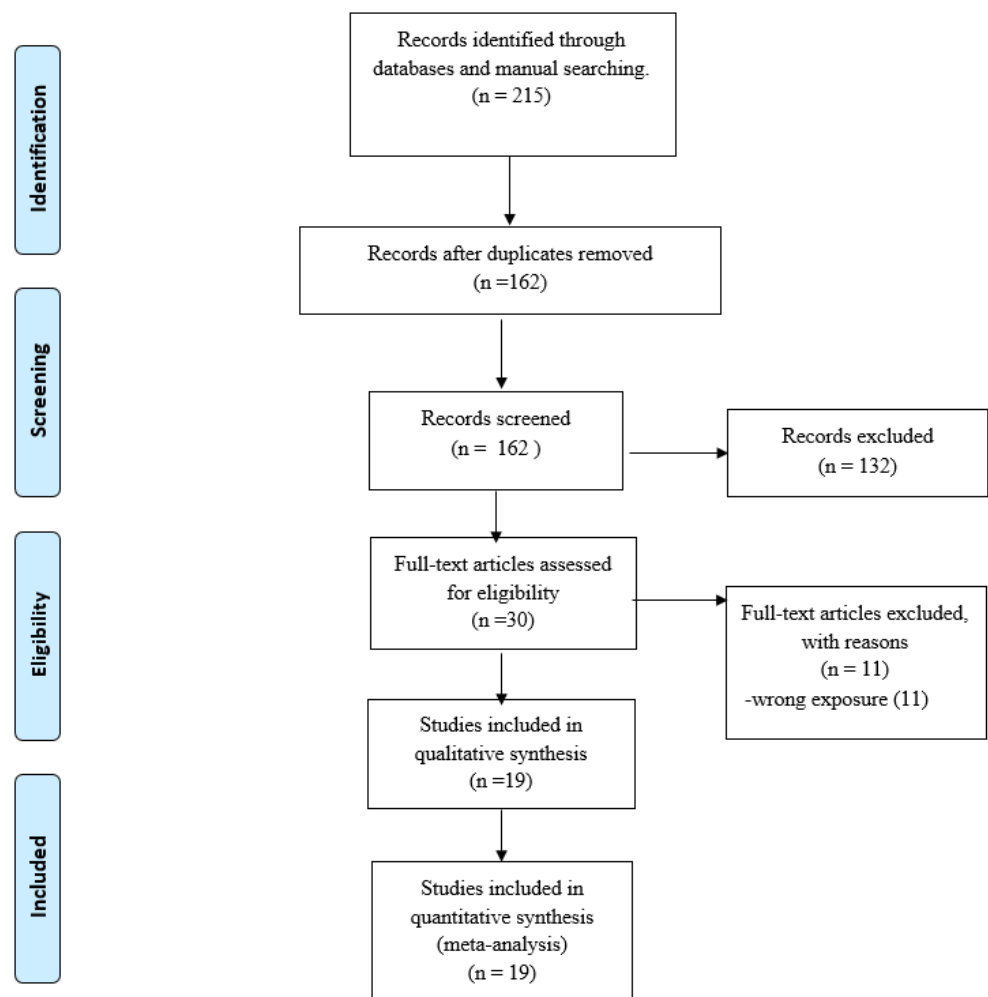 Identification
Records identified through
databases and manual searching.
(n = 215)
Records after duplicates removed
(n =162)
Screening
Records screened
(n =  162 )
Records excluded
(n = 132)
Eligibility
Full-text articles assessed
for eligibility
(n =30)
Full-text articles excluded,
with reasons
(n = 11)
-wrong exposure (11)
Studies included in
qualitative synthesis
(n =19)
Included
Studies included in
quantitative synthesis
(meta-analysis)
(n = 19)